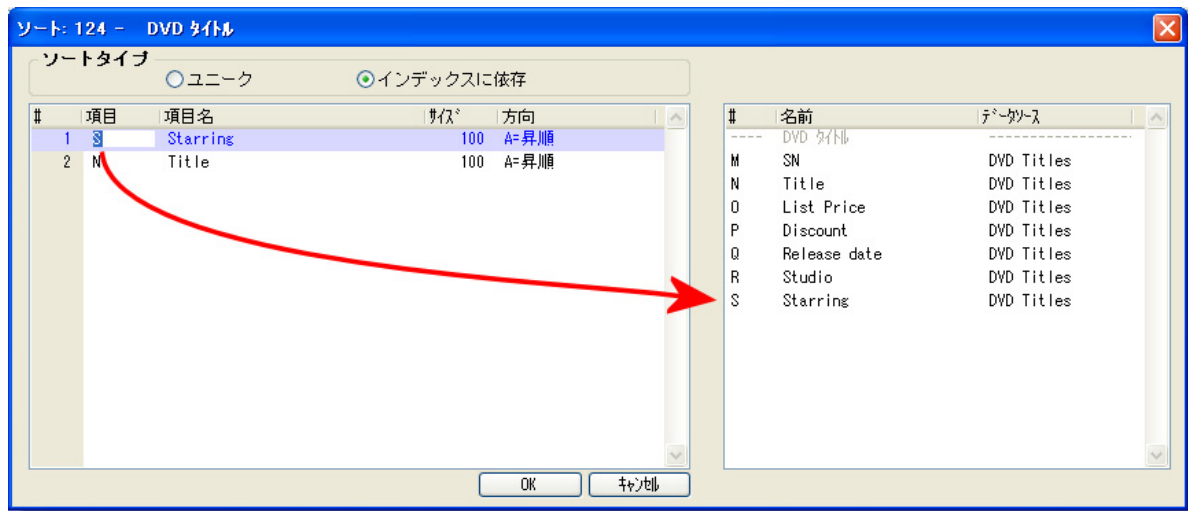 ソート: 124 - DVD ﾀｲﾄﾙ
ソートタイプ
ユニーク インデックスに依存
# 項目 項目名 ｻｲｽﾞ 方向
1 S Starring 100 A=昇順
2 N Title 100 A=昇順
# 名前 ﾃﾞｰﾀｿｰｽ
---- DVD ﾀｲﾄﾙ -----------------
M SN DVD Titles
N Title DVD Titles
O List Price DVD Titles
P Discount DVD Titles
Q Release date DVD Titles
R Studio DVD Titles
S Starring DVD Titles
OK ｷｬﾝｾﾙ